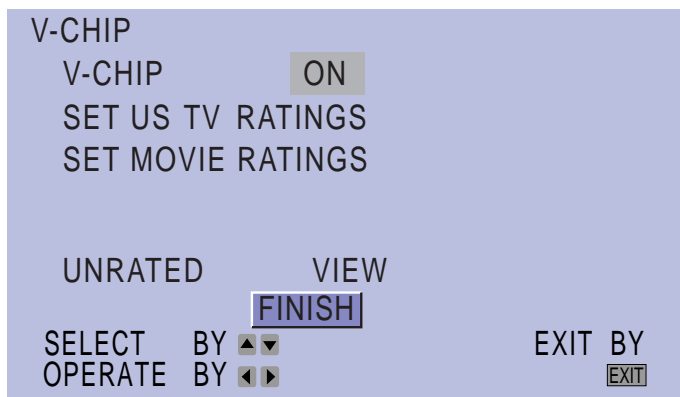 V-CHIP
V-CHIP ON
SET US TV RATINGS
SET MOVIE RATINGS
UNRATED VIEW
FINISH
SELECT BY ▲▼ EXIT BY
OPERATE BY ◀▶ EXIT